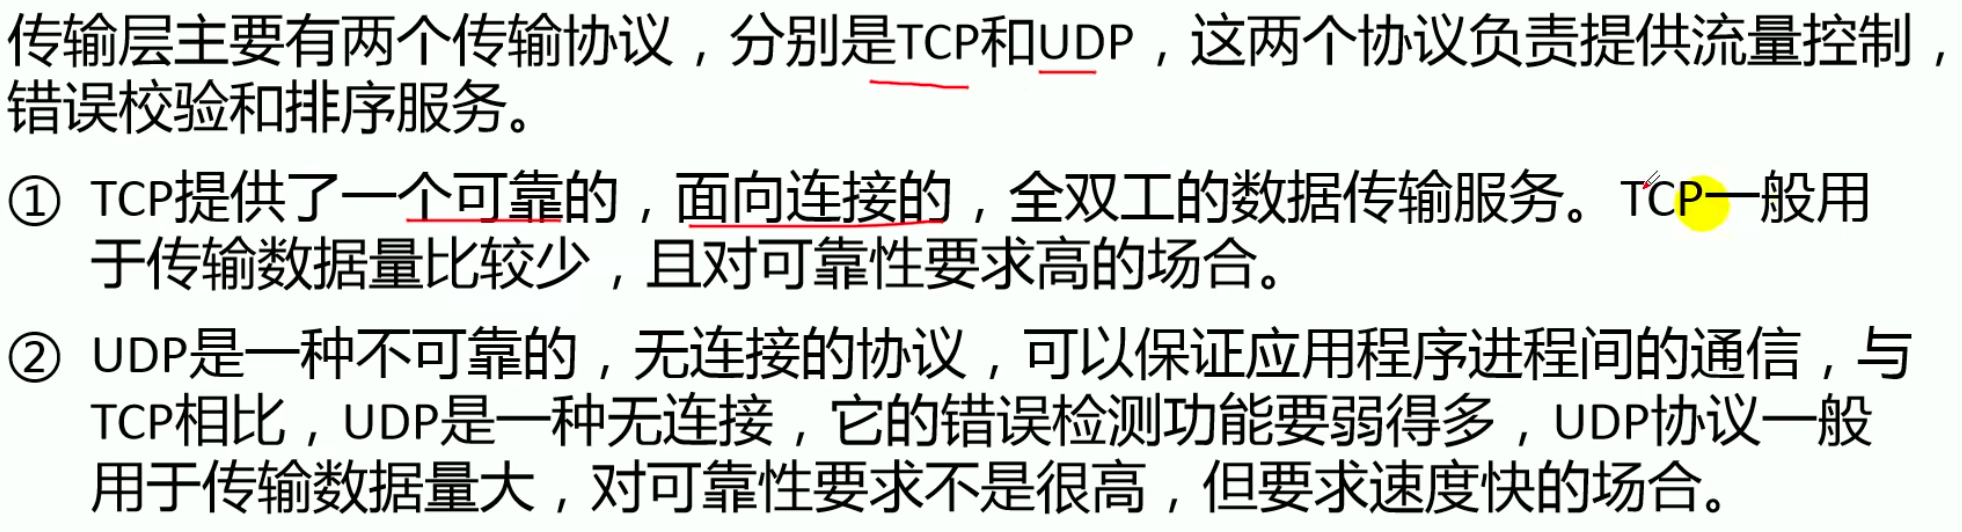 传输层主要有两个传输协议，分别是TCP和UDP，这两个协议负责提供流量控制，
错误校验和排序服务。
① TCP提供了一个可靠的，面向连接的，全双工的数据传输服务。TCP一般用
于传输数据量比较少，且对可靠性要求高的场合。
② UDP是一种不可靠的，无连接的协议，可以保证应用程序进程间的通信，与
TCP相比，UDP是一种无连接，它的错误检测功能要弱得多，UDP协议一般
用于传输数据量大，对可靠性要求不是很高，但要求速度快的场合。